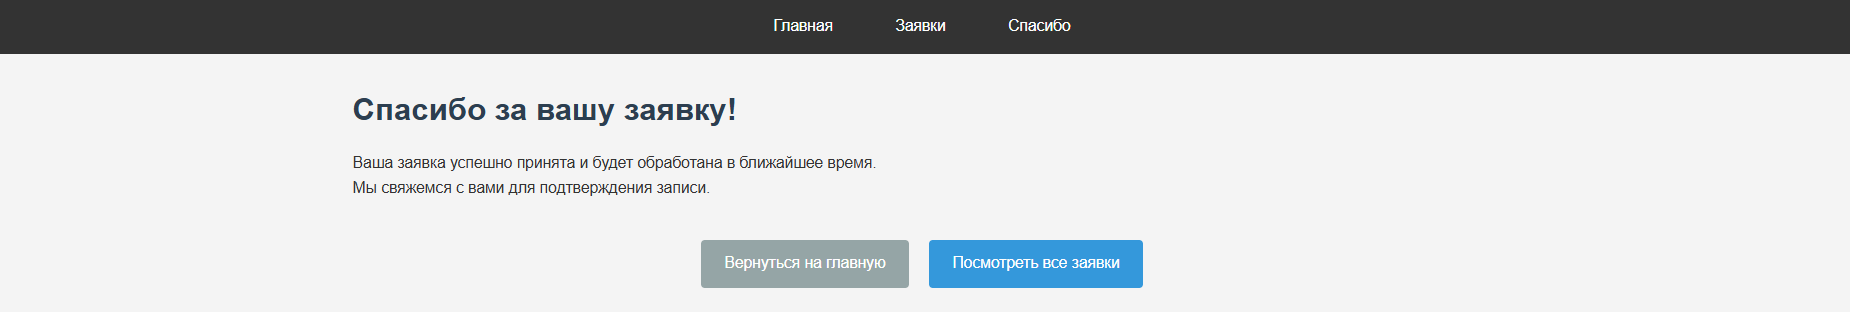 Главная Заявки Спасибо
Спасибо за вашу заявку!
Ваша заявка успешно принята и будет обработана в ближайшее время.
Мы свяжемся с вами для подтверждения записи.
Вернуться на главную Посмотреть все заявки